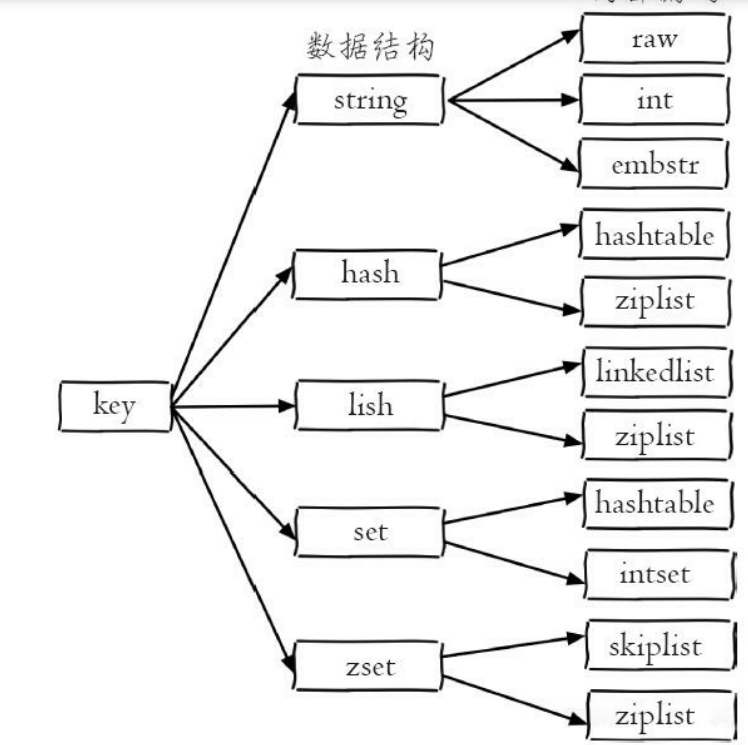 数据结构
raw
string
int
embstr
hashtable
hash
ziplist
linkedlist
key
lish
ziplist
hashtable
set
intset
skiplist
zset
ziplist